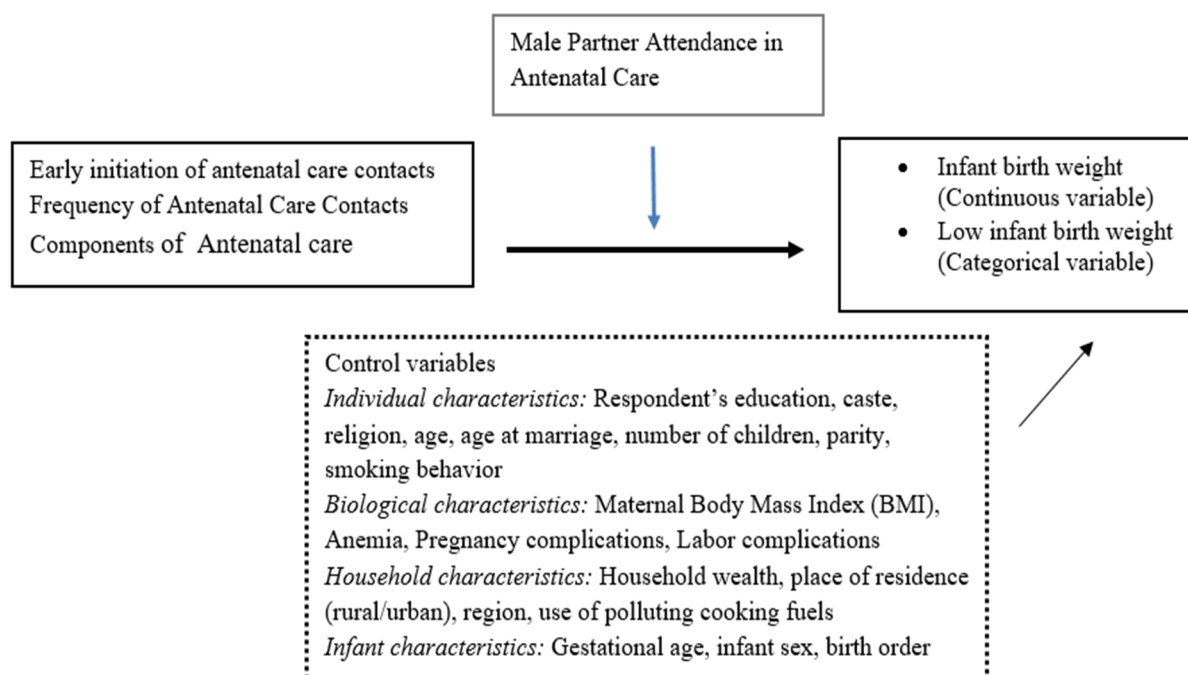 Male Partner Attendance in
Antenatal Care
Early initiation of antenatal care contacts
Frequency of Antenatal Care Contacts
Components of Antenatal care
• Infant birth weight
(Continuous variable)
• Low infant birth weight
(Categorical variable)
Control variables
Individual characteristics: Respondent’s education, caste,
religion, age, age at marriage, number of children, parity,
smoking behavior
Biological characteristics: Maternal Body Mass Index (BMI),
Anemia, Pregnancy complications, Labor complications
Household characteristics: Household wealth, place of residence
(rural/urban), region, use of polluting cooking fuels
Infant characteristics: Gestational age, infant sex, birth order